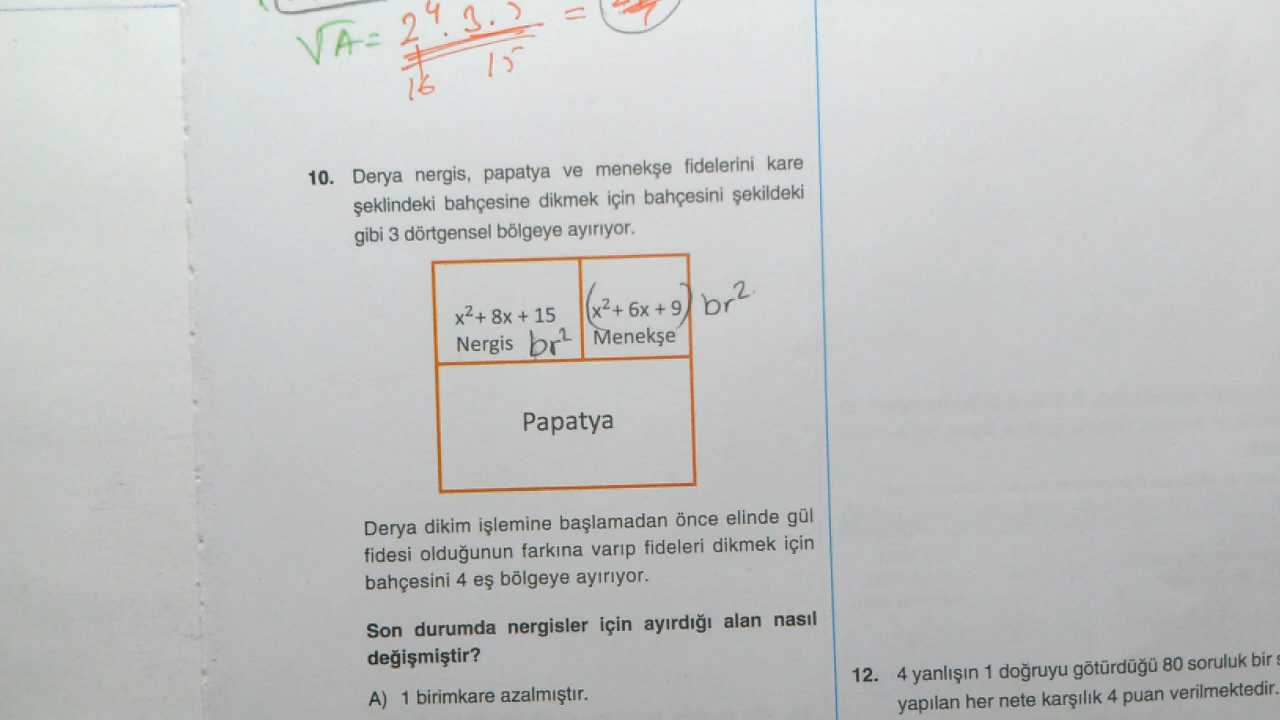 √A = 2⁴ . 3 . 5 =
16 15
10. Derya nergis, papatya ve menekşe fidelerini kare
şeklindeki bahçesine dikmek için bahçesini şekildeki
gibi 3 dörtgensel bölgeye ayırıyor.
x² + 8x + 15 (x² + 6x + 9) br²
Nergis br² Menekşe
Papatya
Derya dikim işlemine başlamadan önce elinde gül
fidesi olduğunun farkına varıp fideleri dikmek için
bahçesini 4 eş bölgeye ayırıyor.
Son durumda nergisler için ayırdığı alan nasıl
değişmiştir?
A) 1 birimkare azalmıştır.
12. 4 yanlışın 1 doğruyu götürdüğü 80 soruluk bir
yapılan her nete karşılık 4 puan verilmektedir.